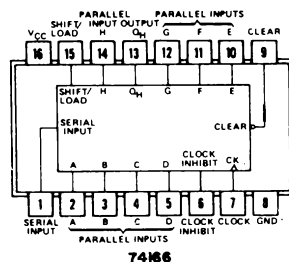 PARALLEL PARALLEL INPUTS
SHIFT/ INPUT OUTPUT
VCC LOAD H QH G F E CLEAR
16 15 14 13 12 11 10 9
SHIFT/ H QH G F E
LOAD
SERIAL
INPUT
CLEAR
CLOCK
A B C D INHIBIT CK
1 2 3 4 5 6 7 8
SERIAL A B C D CLOCK CLOCK GND
INPUT PARALLEL INPUTS INHIBIT
74166